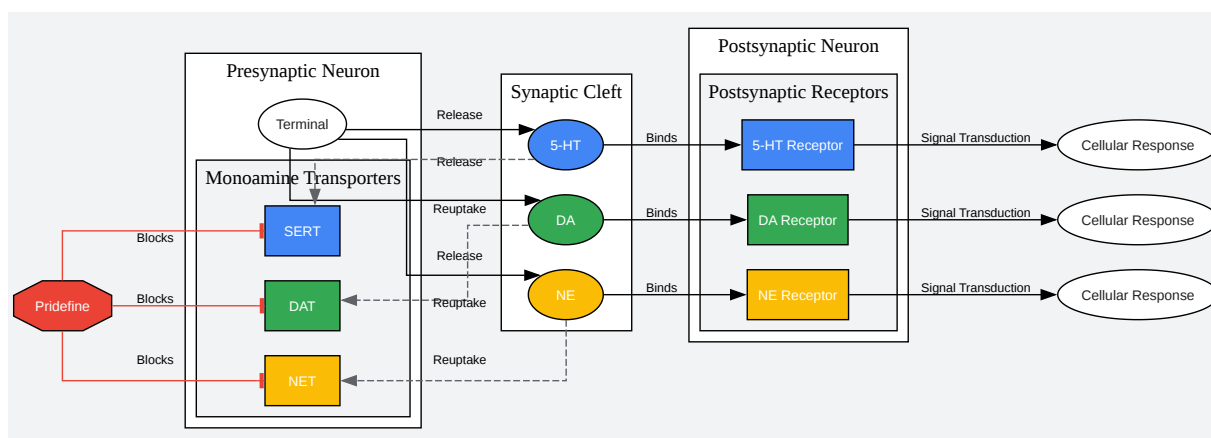 Postsynaptic Neuron
Presynaptic Neuron
Synaptic Cleft
Postsynaptic Receptors
Terminal
Release
5-HT
Binds
5-HT Receptor
Signal Transduction
Cellular Response
Release
Monoamine Transporters
SERT
Blocks
Reuptake
DA
Binds
DA Receptor
Signal Transduction
Cellular Response
Release
Pridefine
Blocks
DAT
Reuptake
NE
Binds
NE Receptor
Signal Transduction
Cellular Response
Blocks
NET
Reuptake